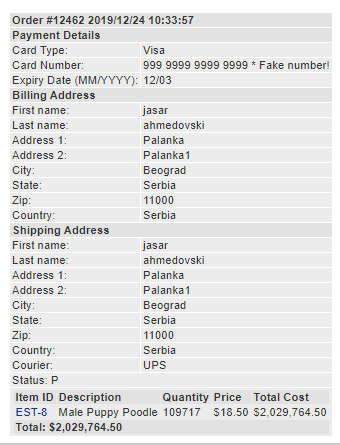 Order #12462 2019/12/24 10:33:57
Payment Details
Card Type: Visa
Card Number: 999 9999 9999 9999 * Fake number!
Expiry Date (MM/YYYY): 12/03
Billing Address
First name: jasar
Last name: ahmedovski
Address 1: Palanka
Address 2: Palanka1
City: Beograd
State: Serbia
Zip: 11000
Country: Serbia
Shipping Address
First name: jasar
Last name: ahmedovski
Address 1: Palanka
Address 2: Palanka1
City: Beograd
State: Serbia
Zip: 11000
Country: Serbia
Courier: UPS
Status: P
Item ID Description Quantity Price Total Cost
EST-8 Male Puppy Poodle 109717 $18.50 $2,029,764.50
Total: $2,029,764.50